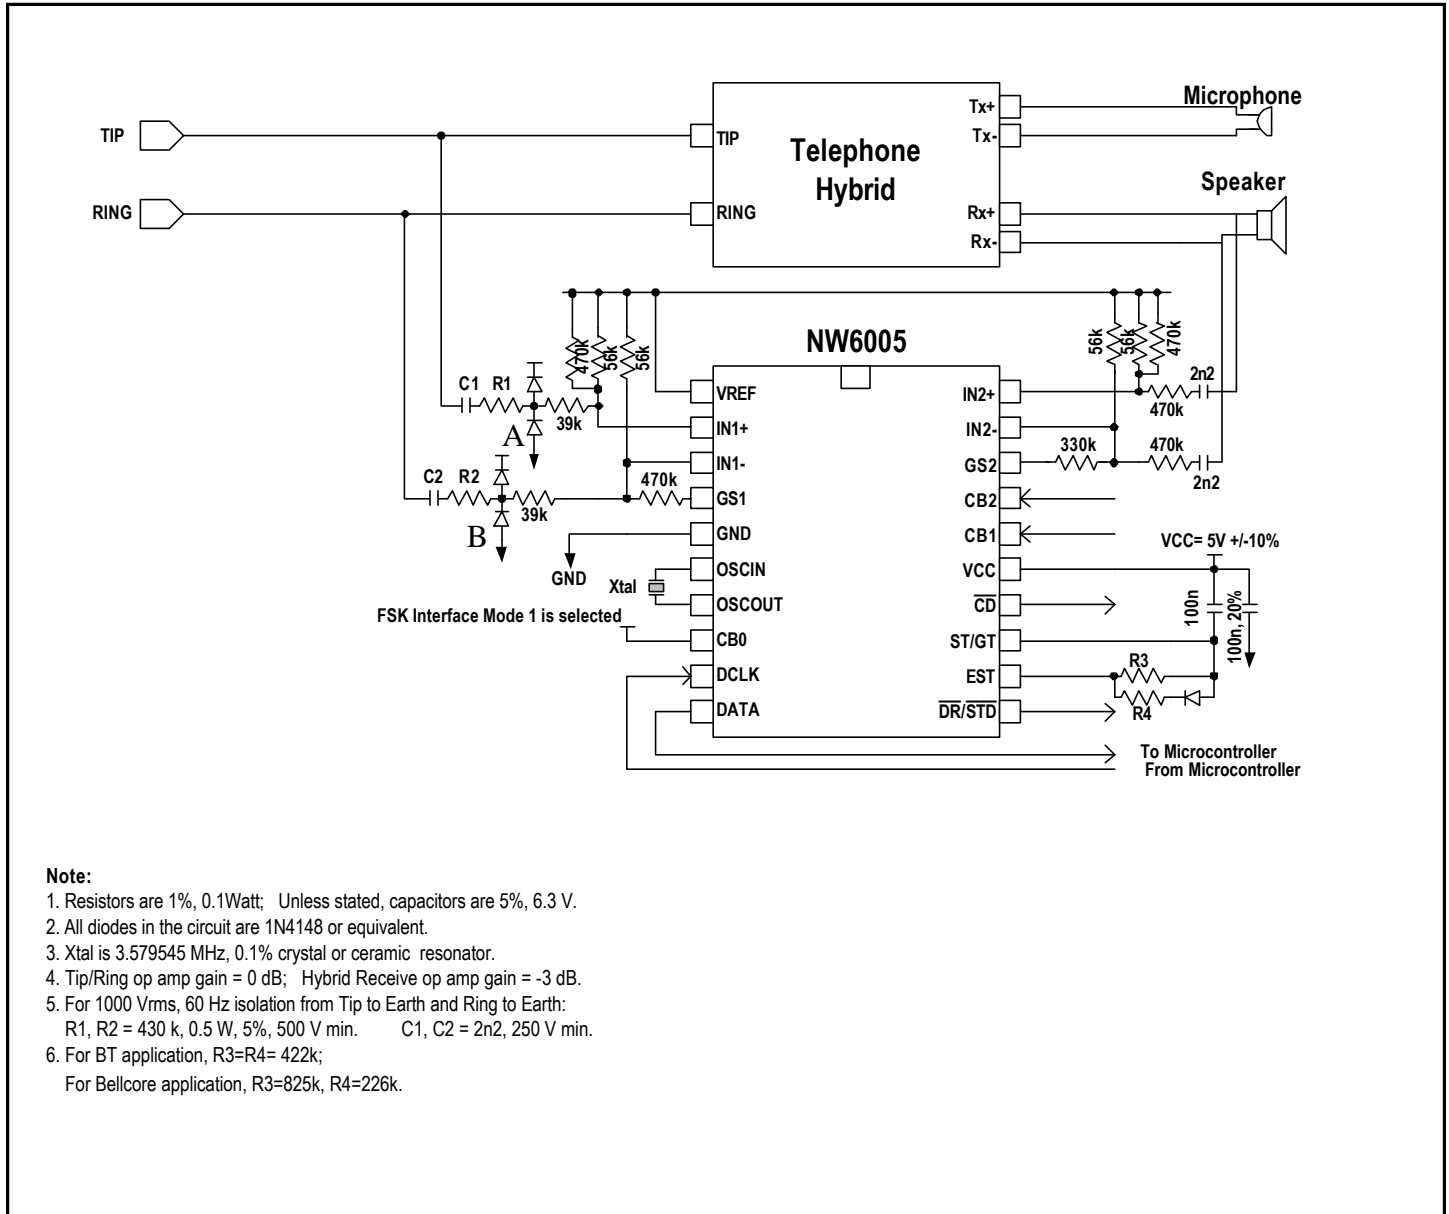 Microphone
Tx+
TIP
TIP
Tx-
Telephone
Hybrid
Speaker
RING
RING
Rx+
Rx-
NW6005
470k
56k
56k
56k
56k
470k
C1 R1
39k
A
VREF
IN2+
2n2
470k
IN1+
IN2-
330k
470k
2n2
IN1-
GS2
C2 R2
39k
B
470k
GS1
CB2
GND
GND
CB1
VCC= 5V +/-10%
Xtal
OSCIN
VCC
100n
100n, 20%
OSCOUT
CD
FSK Interface Mode 1 is selected
CB0
ST/GT
R3
DCLK
EST
R4
DATA
DR/STD
To Microcontroller
From Microcontroller
Note:
1. Resistors are 1%, 0.1Watt; Unless stated, capacitors are 5%, 6.3 V.
2. All diodes in the circuit are 1N4148 or equivalent.
3. Xtal is 3.579545 MHz, 0.1% crystal or ceramic resonator.
4. Tip/Ring op amp gain = 0 dB; Hybrid Receive op amp gain = -3 dB.
5. For 1000 Vrms, 60 Hz isolation from Tip to Earth and Ring to Earth:
R1, R2 = 430 k, 0.5 W, 5%, 500 V min. C1, C2 = 2n2, 250 V min.
6. For BT application, R3=R4= 422k;
For Bellcore application, R3=825k, R4=226k.